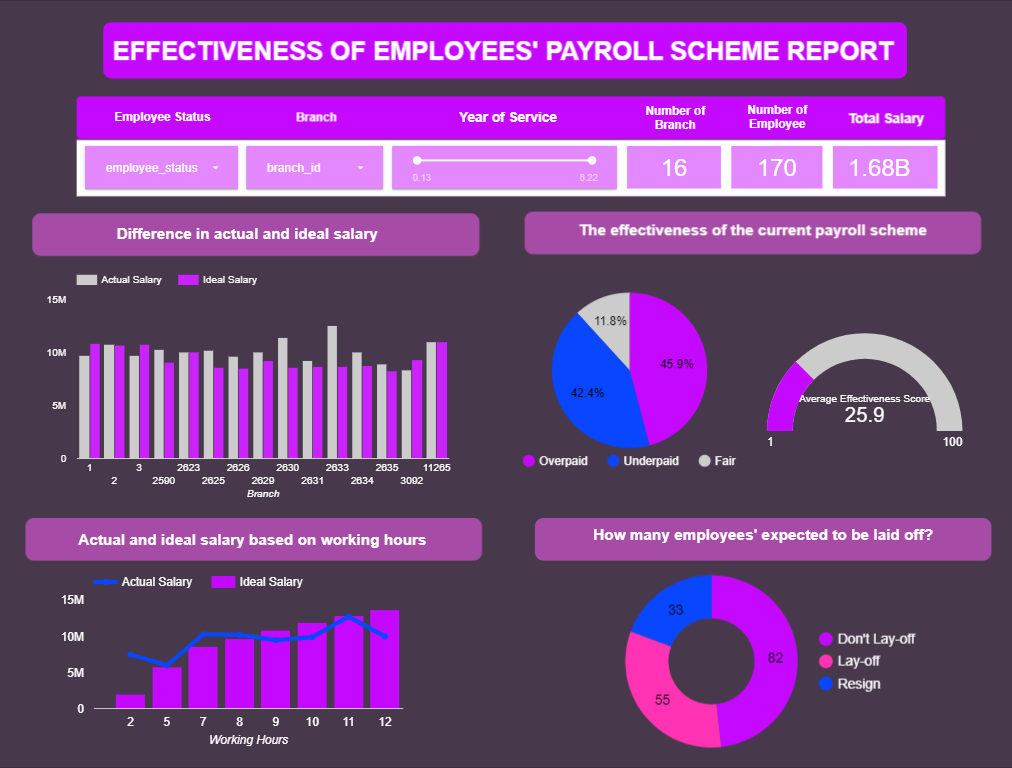 EFFECTIVENESS OF EMPLOYEES' PAYROLL SCHEME REPORT
Employee Status
Branch
Year of Service
Number of
Branch
Number of
Employee
Total Salary
employee_status
branch_id
0.13
8.22
16
170
1.68B
Difference in actual and ideal salary
Actual Salary
Ideal Salary
15M
10M
5M
0
1
2
3
2590
2623
2625
2626
2629
2630
2631
2633
2634
2635
3092
11265
Branch
The effectiveness of the current payroll scheme
11.8%
45.9%
42.4%
Overpaid
Underpaid
Fair
Average Effectiveness Score
25.9
1
100
Actual and ideal salary based on working hours
Actual Salary
Ideal Salary
15M
10M
5M
0
2
5
7
8
9
10
11
12
Working Hours
How many employees' expected to be laid off?
33
82
55
Don't Lay-off
Lay-off
Resign